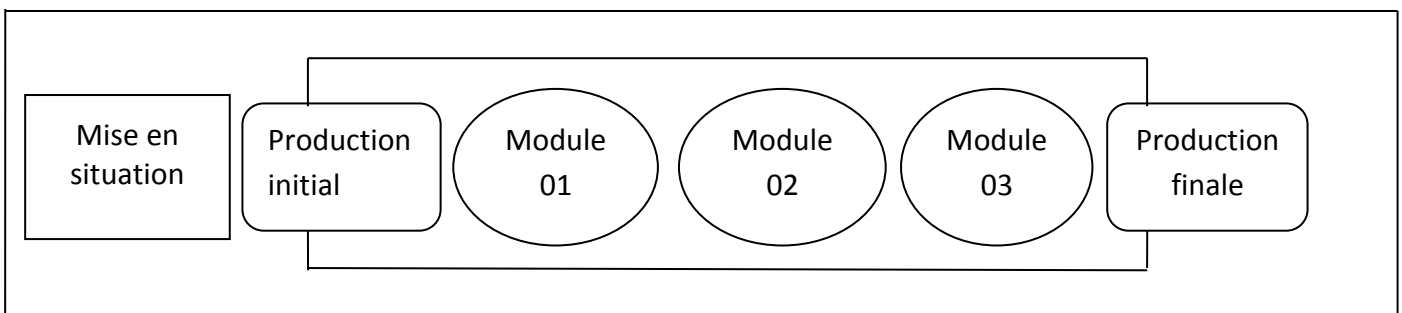 Mise en
situation
Production
initial
Module
01
Module
02
Module
03
Production
finale